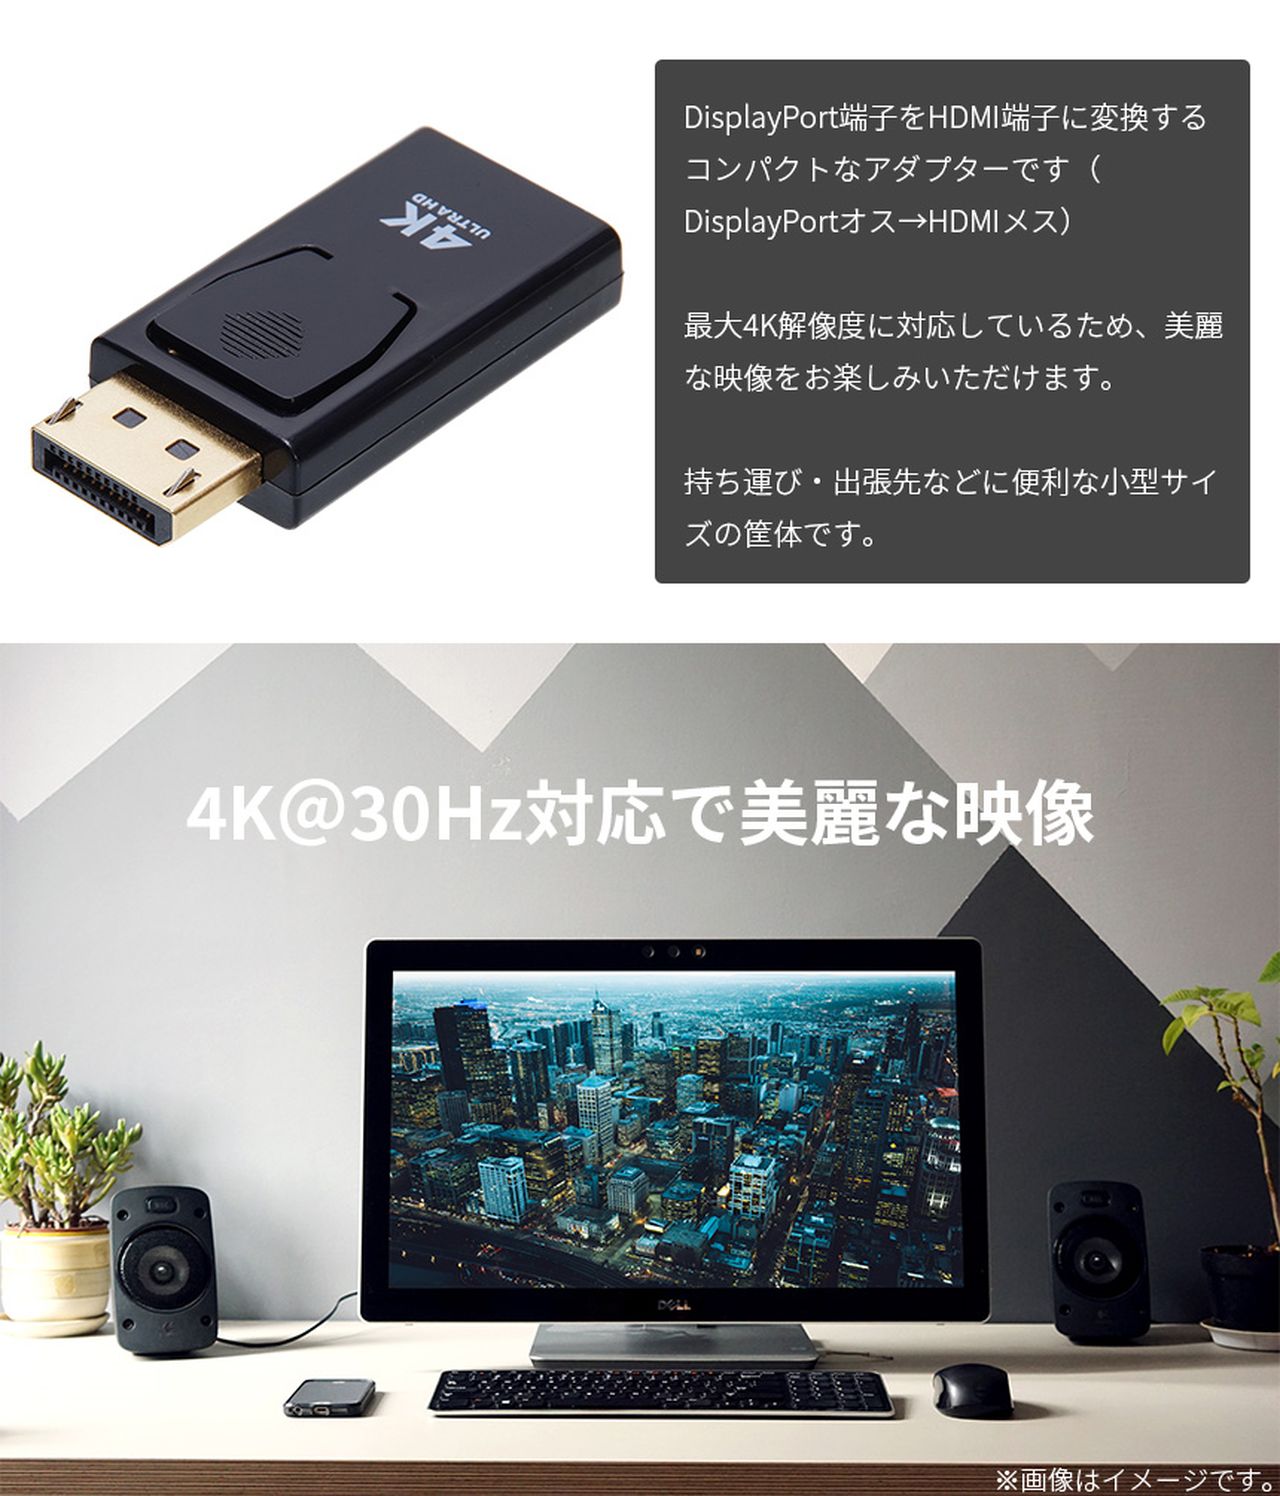 4K
ULTRA HD
DisplayPort端子をHDMI端子に変換する
コンパクトなアダプターです（
DisplayPortオス→HDMIメス）
最大4K解像度に対応しているため、美麗
な映像をお楽しみいただけます。
持ち運び・出張先などに便利な小型サイ
ズの筐体です。
4K@30Hz対応で美麗な映像
DELL
※画像はイメージです。